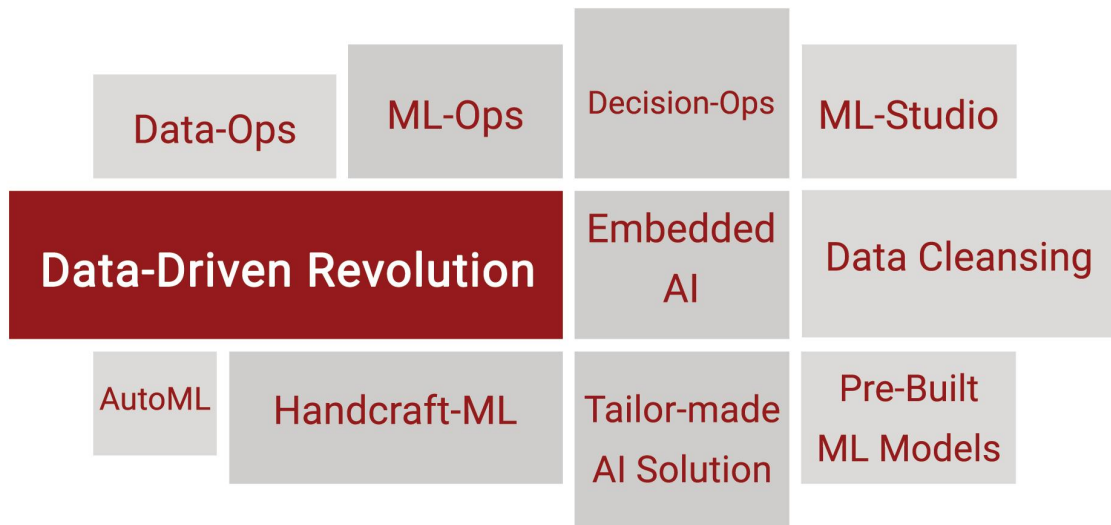 Data-Ops
ML-Ops
Decision-Ops
ML-Studio
Data-Driven Revolution
Embedded
AI
Data Cleansing
AutoML
Handcraft-ML
Tailor-made
AI Solution
Pre-Built
ML Models